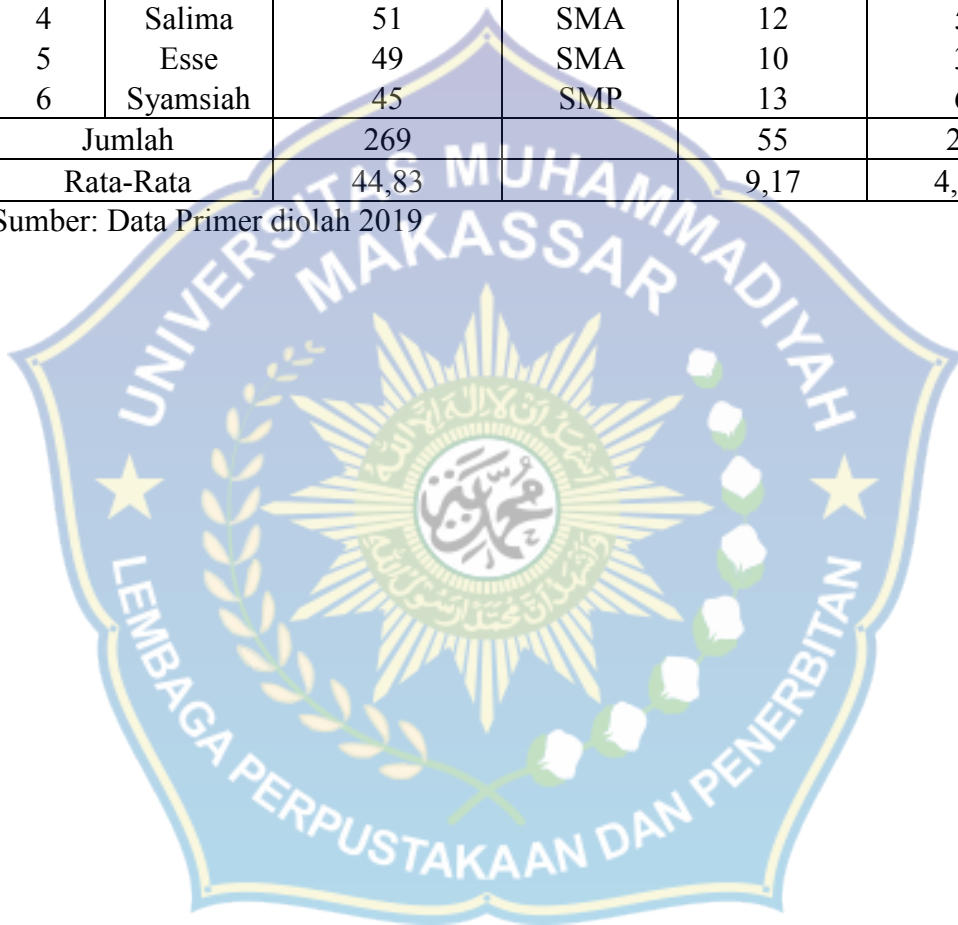 4 Salima 51 SMA 12
5 Esse 49 SMA 10
6 Syamsiah 45 SMP 13
Jumlah 269 55
Rata-Rata 44,83 9,17 4,
Sumber: Data Primer diolah 2019
UNIVERSITAS MUHAMMADIYAH
MAKASSAR
LEMBAGA PERPUSTAKAAN DAN PENERBITAN